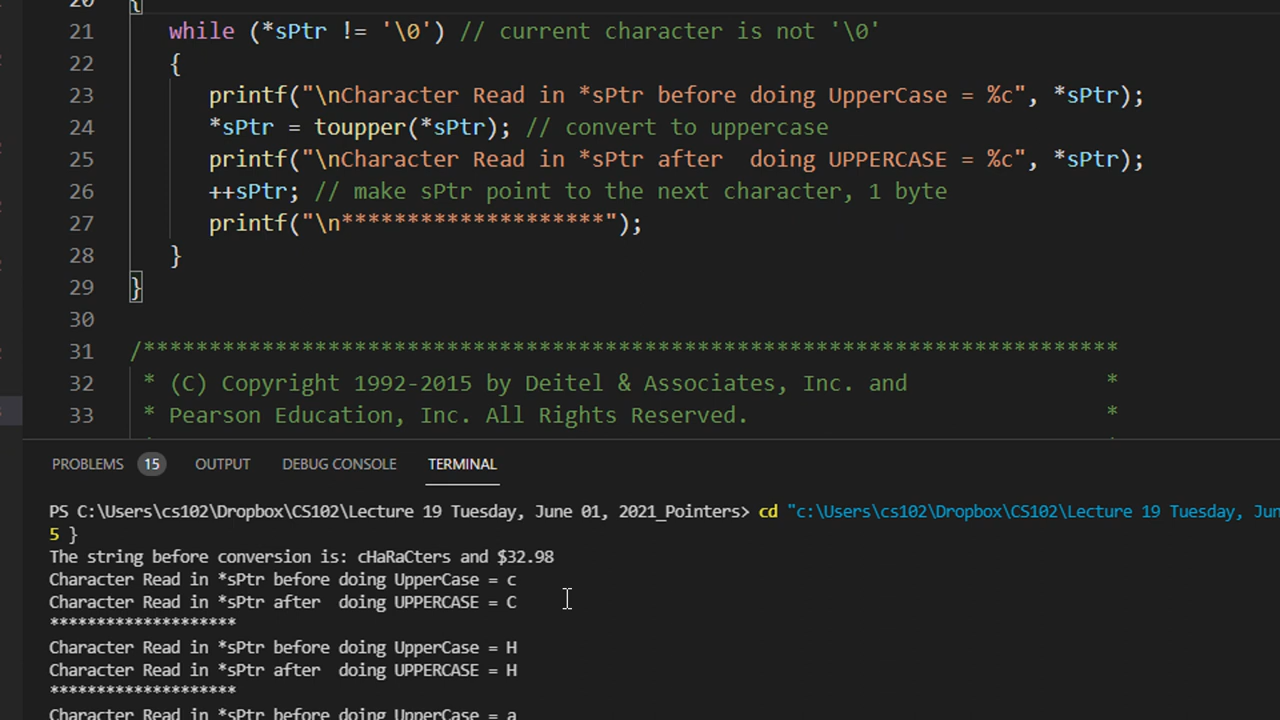 20 {
21 while (*sPtr != '\0') // current character is not '\0'
22 {
23 printf("\nCharacter Read in *sPtr before doing UpperCase = %c", *sPtr);
24 *sPtr = toupper(*sPtr); // convert to uppercase
25 printf("\nCharacter Read in *sPtr after  doing UPPERCASE = %c", *sPtr);
26 ++sPtr; // make sPtr point to the next character, 1 byte
27 printf("\n********************");
28 }
29 }
30
31 /**************************************************************************
32 * (C) Copyright 1992-2015 by Deitel & Associates, Inc. and *
33 * Pearson Education, Inc. All Rights Reserved. *
PROBLEMS 15 OUTPUT DEBUG CONSOLE TERMINAL
PS C:\Users\cs102\Dropbox\CS102\Lecture 19 Tuesday, June 01, 2021_Pointers> cd "c:\Users\cs102\Dropbox\CS102\Lecture 19 Tuesday, Jun
5 }
The string before conversion is: cHaRaCters and $32.98
Character Read in *sPtr before doing UpperCase = c
Character Read in *sPtr after  doing UPPERCASE = C
********************
Character Read in *sPtr before doing UpperCase = H
Character Read in *sPtr after  doing UPPERCASE = H
********************
Character Read in *sPtr before doing UpperCase = a